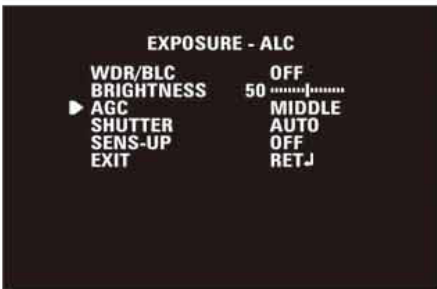 EXPOSURE - ALC
WDR/BLC OFF
BRIGHTNESS 50
AGC MIDDLE
SHUTTER AUTO
SENS-UP OFF
EXIT RET↲